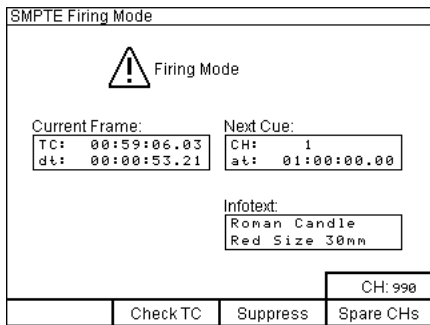 SMPTE Firing Mode
Firing Mode
Current Frame:
TC: 00:59:06.03
dt: 00:00:53.21
Next Cue:
CH: 1
at: 01:00:00.00
Infotext:
Roman Candle
Red Size 30mm
CH: 990
Check TC Suppress Spare CHs